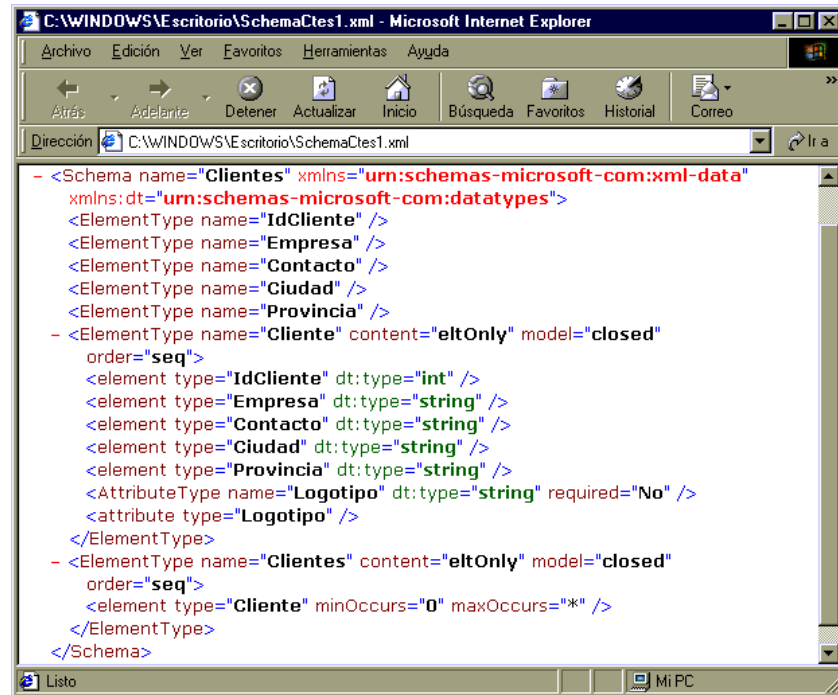 C:\WINDOWS\Escritorio\SchemaCtes1.xml - Microsoft Internet Explorer
Archivo Edición Ver Favoritos Herramientas Ayuda
»
Atrás Adelante Detener Actualizar Inicio Búsqueda Favoritos Historial Correo
Dirección C:\WINDOWS\Escritorio\SchemaCtes1.xml Ir a
- <Schema name="Clientes" xmlns="urn:schemas-microsoft-com:xml-data"
xmlns:dt="urn:schemas-microsoft-com:datatypes">
<ElementType name="IdCliente" />
<ElementType name="Empresa" />
<ElementType name="Contacto" />
<ElementType name="Ciudad" />
<ElementType name="Provincia" />
- <ElementType name="Cliente" content="eltOnly" model="closed"
order="seq">
<element type="IdCliente" dt:type="int" />
<element type="Empresa" dt:type="string" />
<element type="Contacto" dt:type="string" />
<element type="Ciudad" dt:type="string" />
<element type="Provincia" dt:type="string" />
<AttributeType name="Logotipo" dt:type="string" required="No" />
<attribute type="Logotipo" />
</ElementType>
- <ElementType name="Clientes" content="eltOnly" model="closed"
order="seq">
<element type="Cliente" minOccurs="0" maxOccurs="*" />
</ElementType>
</Schema>
Listo Mi PC